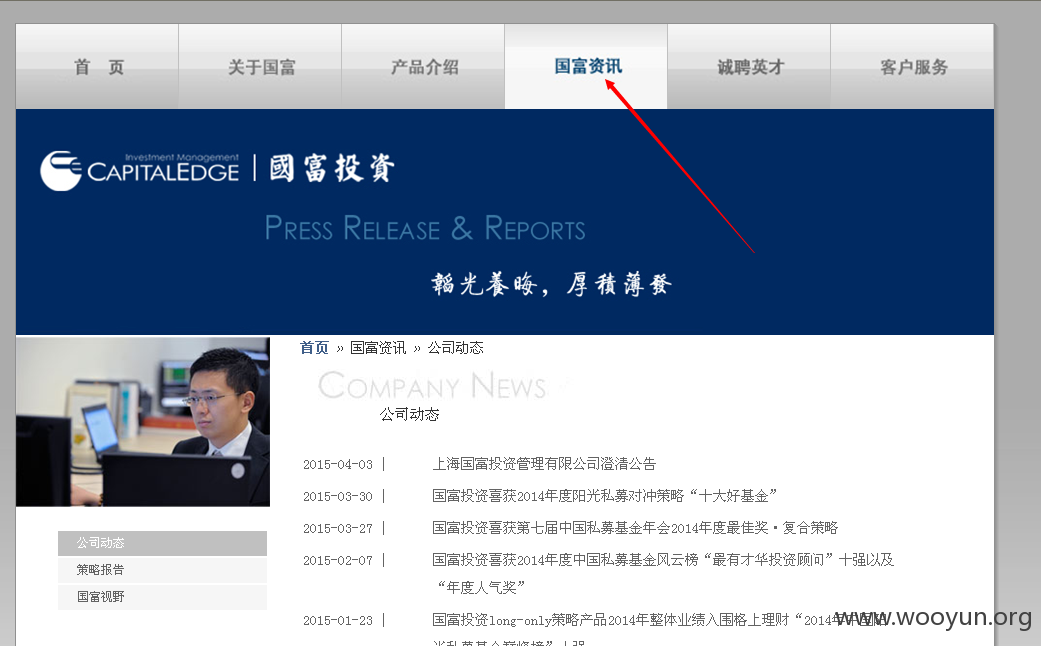 首 页 关于国富 产品介绍 国富资讯 诚聘英才 客户服务
Investment Management
CAPITALEDGE 國富投資
PRESS RELEASE & REPORTS
韜光養晦，厚積薄發
首页 » 国富资讯 » 公司动态
COMPANY NEWS
公司动态
2015-04-03 | 上海国富投资管理有限公司澄清公告
2015-03-30 | 国富投资喜获2014年度阳光私募对冲策略“十大好基金”
2015-03-27 | 国富投资喜获第七届中国私募基金年会2014年度最佳奖·复合策略
2015-02-07 | 国富投资喜获2014年度中国私募基金风云榜“最有才华投资顾问”十强以及
“年度人气奖”
2015-01-23 | 国富投资long-only策略产品2014年整体业绩入围格上理财“2014年
公司动态
策略报告
国富视野
www.wooyun.org